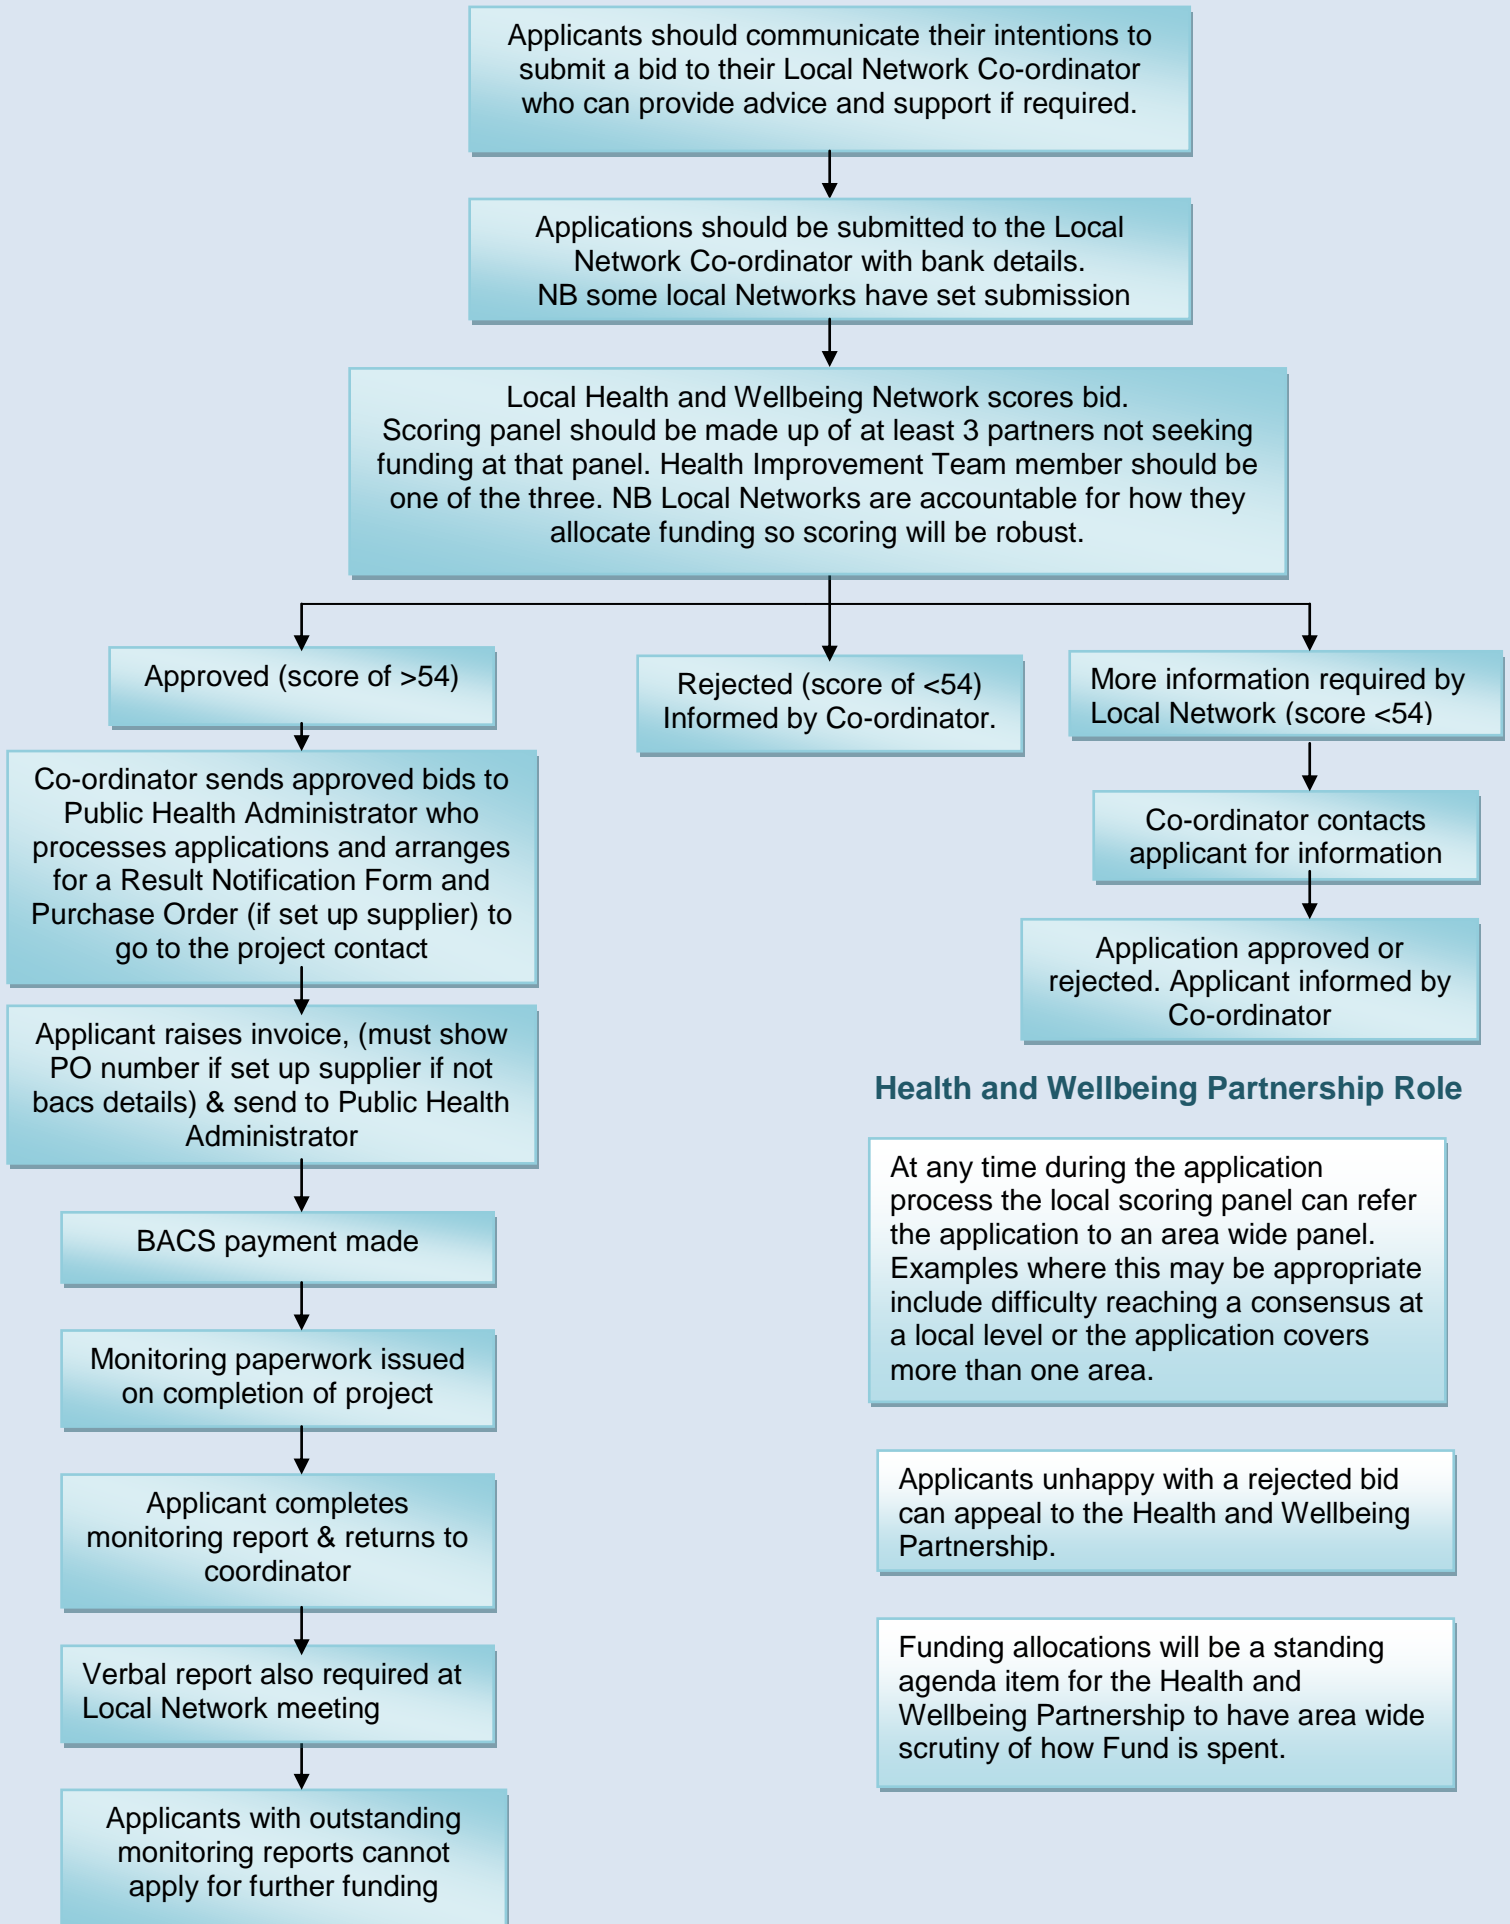 Applicants should communicate their intentions to
submit a bid to their Local Network Co-ordinator
who can provide advice and support if required.
Applications should be submitted to the Local
Network Co-ordinator with bank details.
NB some local Networks have set submission
Local Health and Wellbeing Network scores bid.
Scoring panel should be made up of at least 3 partners not seeking
funding at that panel. Health Improvement Team member should be
one of the three. NB Local Networks are accountable for how they
allocate funding so scoring will be robust.
Approved (score of >54)
Rejected (score of <54)
Informed by Co-ordinator.
More information required by
Local Network (score <54)
Co-ordinator sends approved bids to
Public Health Administrator who
processes applications and arranges
for a Result Notification Form and
Purchase Order (if set up supplier) to
go to the project contact
Co-ordinator contacts
applicant for information
Application approved or
rejected. Applicant informed by
Co-ordinator
Applicant raises invoice, (must show
PO number if set up supplier if not
bacs details) & send to Public Health
Administrator
BACS payment made
Monitoring paperwork issued
on completion of project
Applicant completes
monitoring report & returns to
coordinator
Verbal report also required at
Local Network meeting
Applicants with outstanding
monitoring reports cannot
apply for further funding
Health and Wellbeing Partnership Role
At any time during the application
process the local scoring panel can refer
the application to an area wide panel.
Examples where this may be appropriate
include difficulty reaching a consensus at
a local level or the application covers
more than one area.
Applicants unhappy with a rejected bid
can appeal to the Health and Wellbeing
Partnership.
Funding allocations will be a standing
agenda item for the Health and
Wellbeing Partnership to have area wide
scrutiny of how Fund is spent.